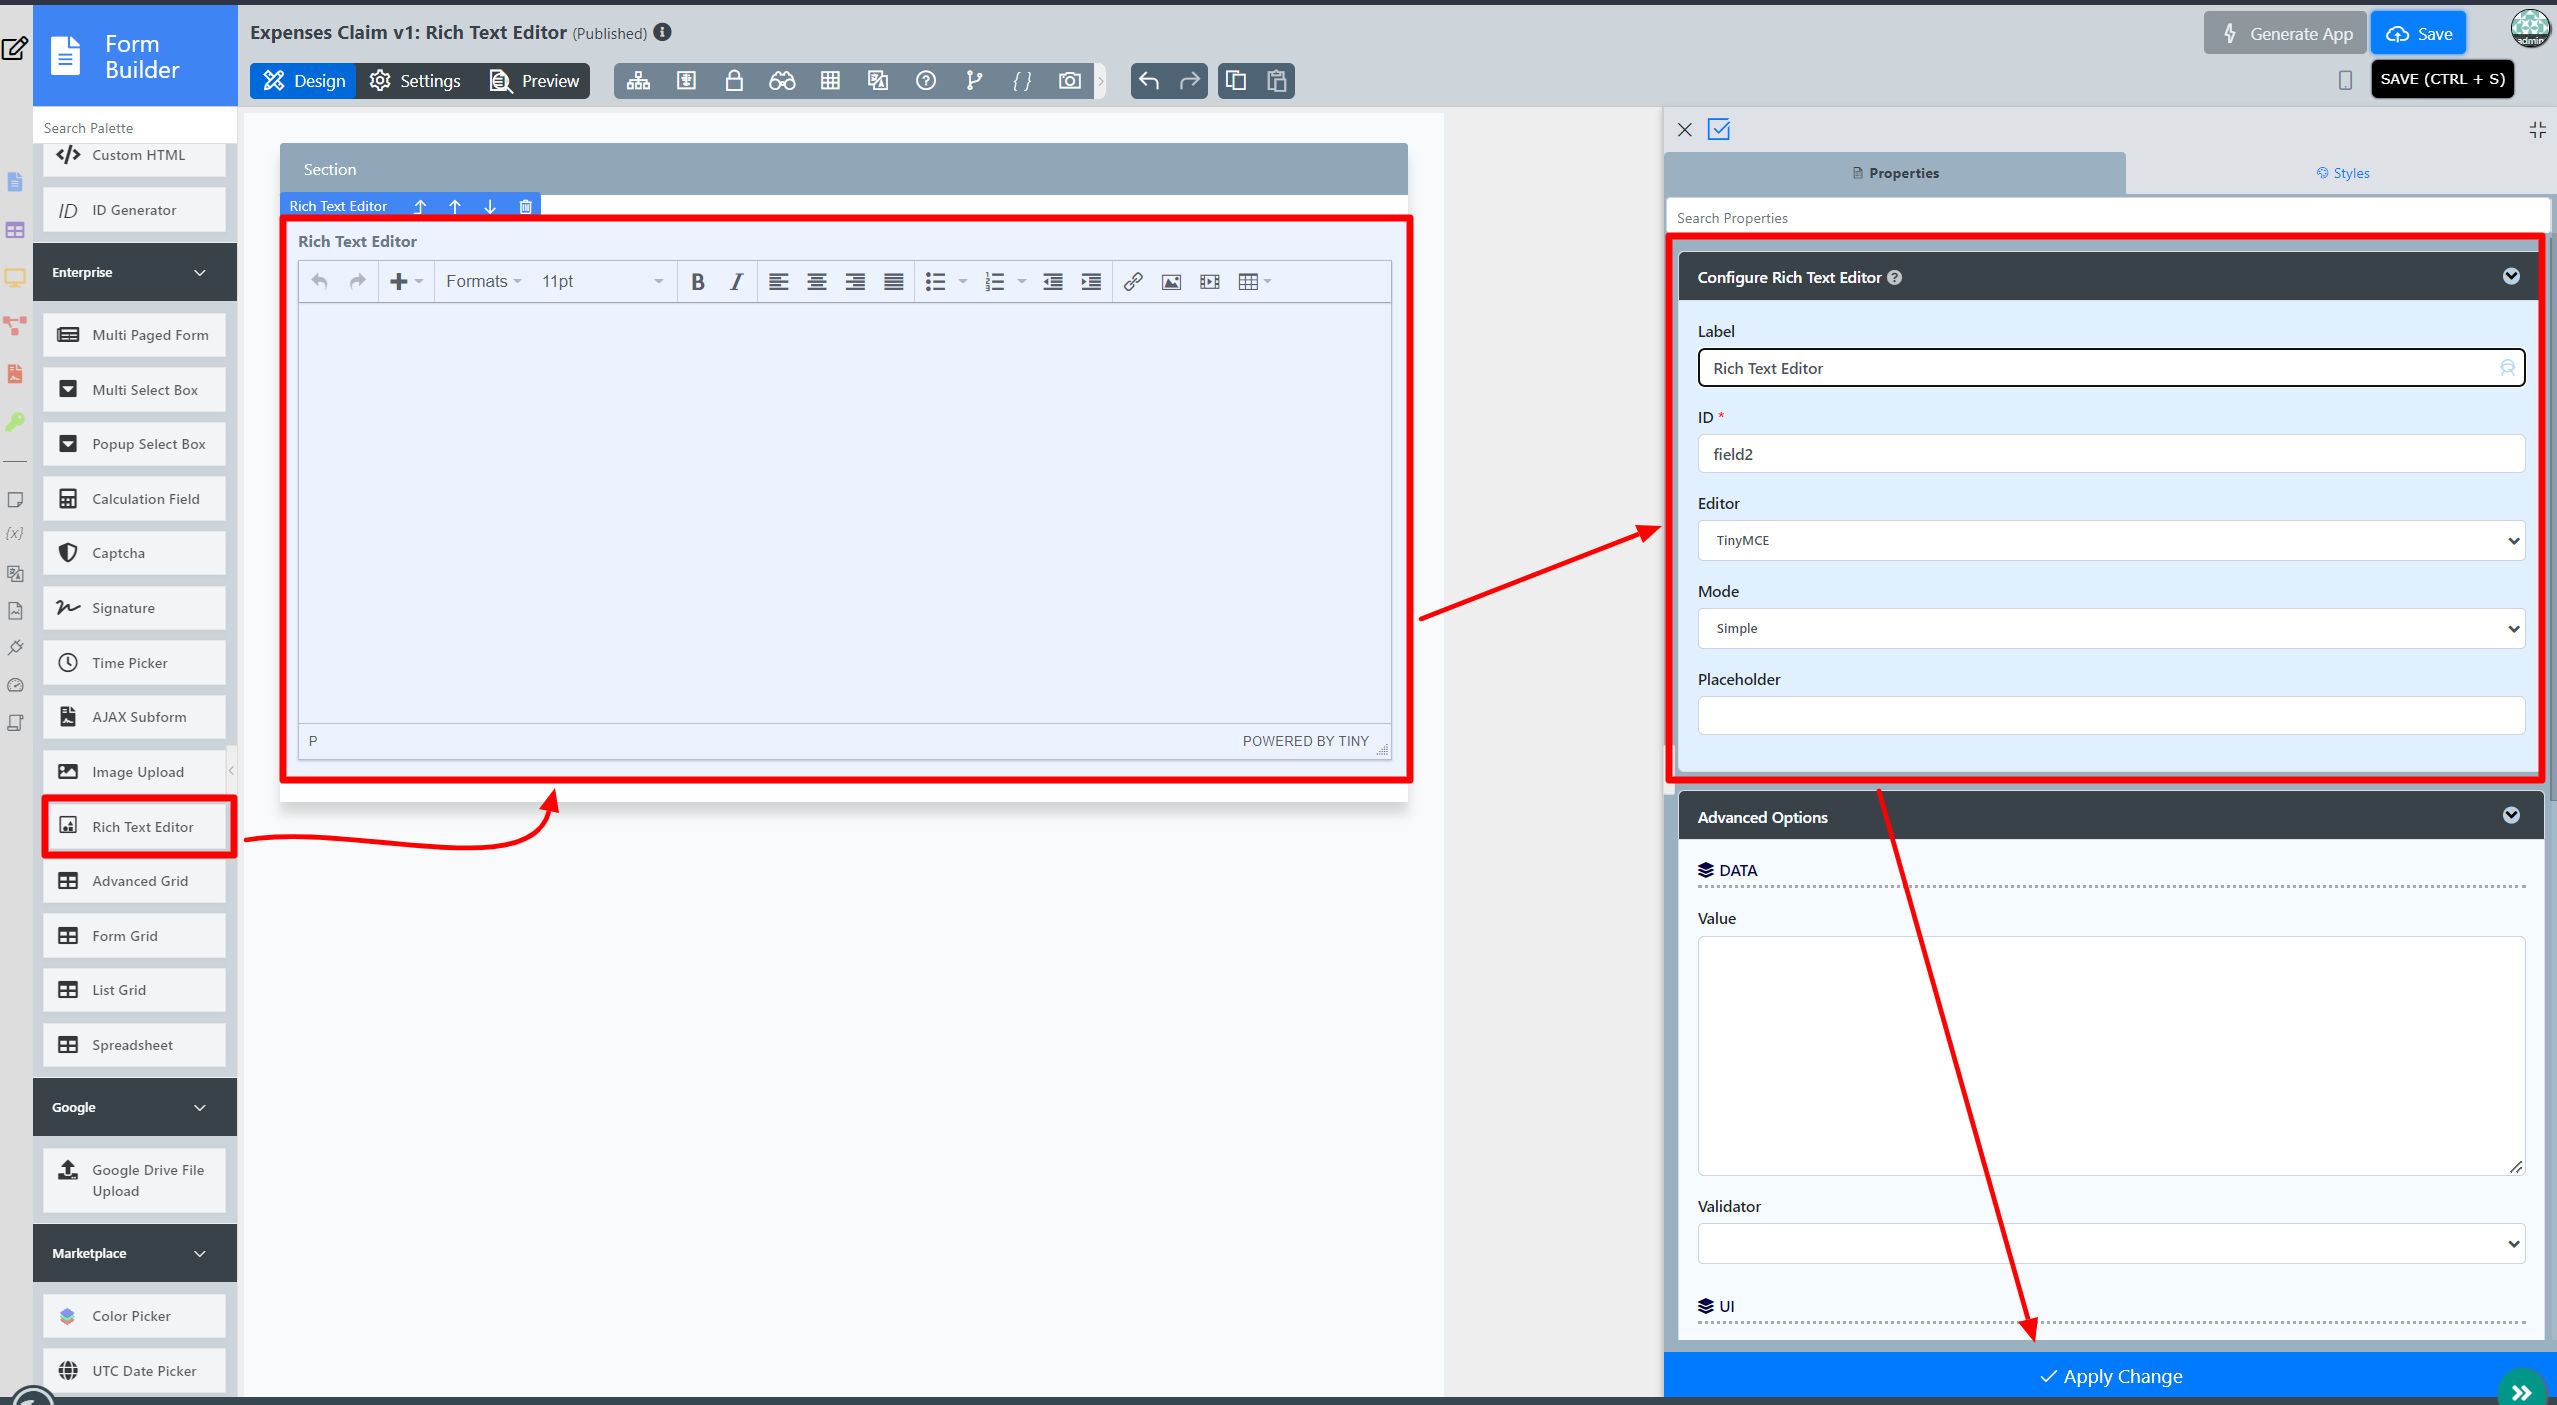 Form
Builder
Expenses Claim v1: Rich Text Editor (Published)
Generate App
Save
admin
Design
Settings
Preview
SAVE (CTRL + S)
Search Palette
Custom HTML
ID ID Generator
Enterprise
Multi Paged Form
Multi Select Box
Popup Select Box
Calculation Field
Captcha
Signature
Time Picker
AJAX Subform
Image Upload
Rich Text Editor
Advanced Grid
Form Grid
List Grid
Spreadsheet
Google
Google Drive File
Upload
Marketplace
Color Picker
UTC Date Picker
Section
Rich Text Editor
Rich Text Editor
Formats
11pt
B I
P
POWERED BY TINY
Properties
Styles
Search Properties
Configure Rich Text Editor
Label
Rich Text Editor
ID *
field2
Editor
TinyMCE
Mode
Simple
Placeholder
Advanced Options
DATA
Value
Validator
UI
Apply Change